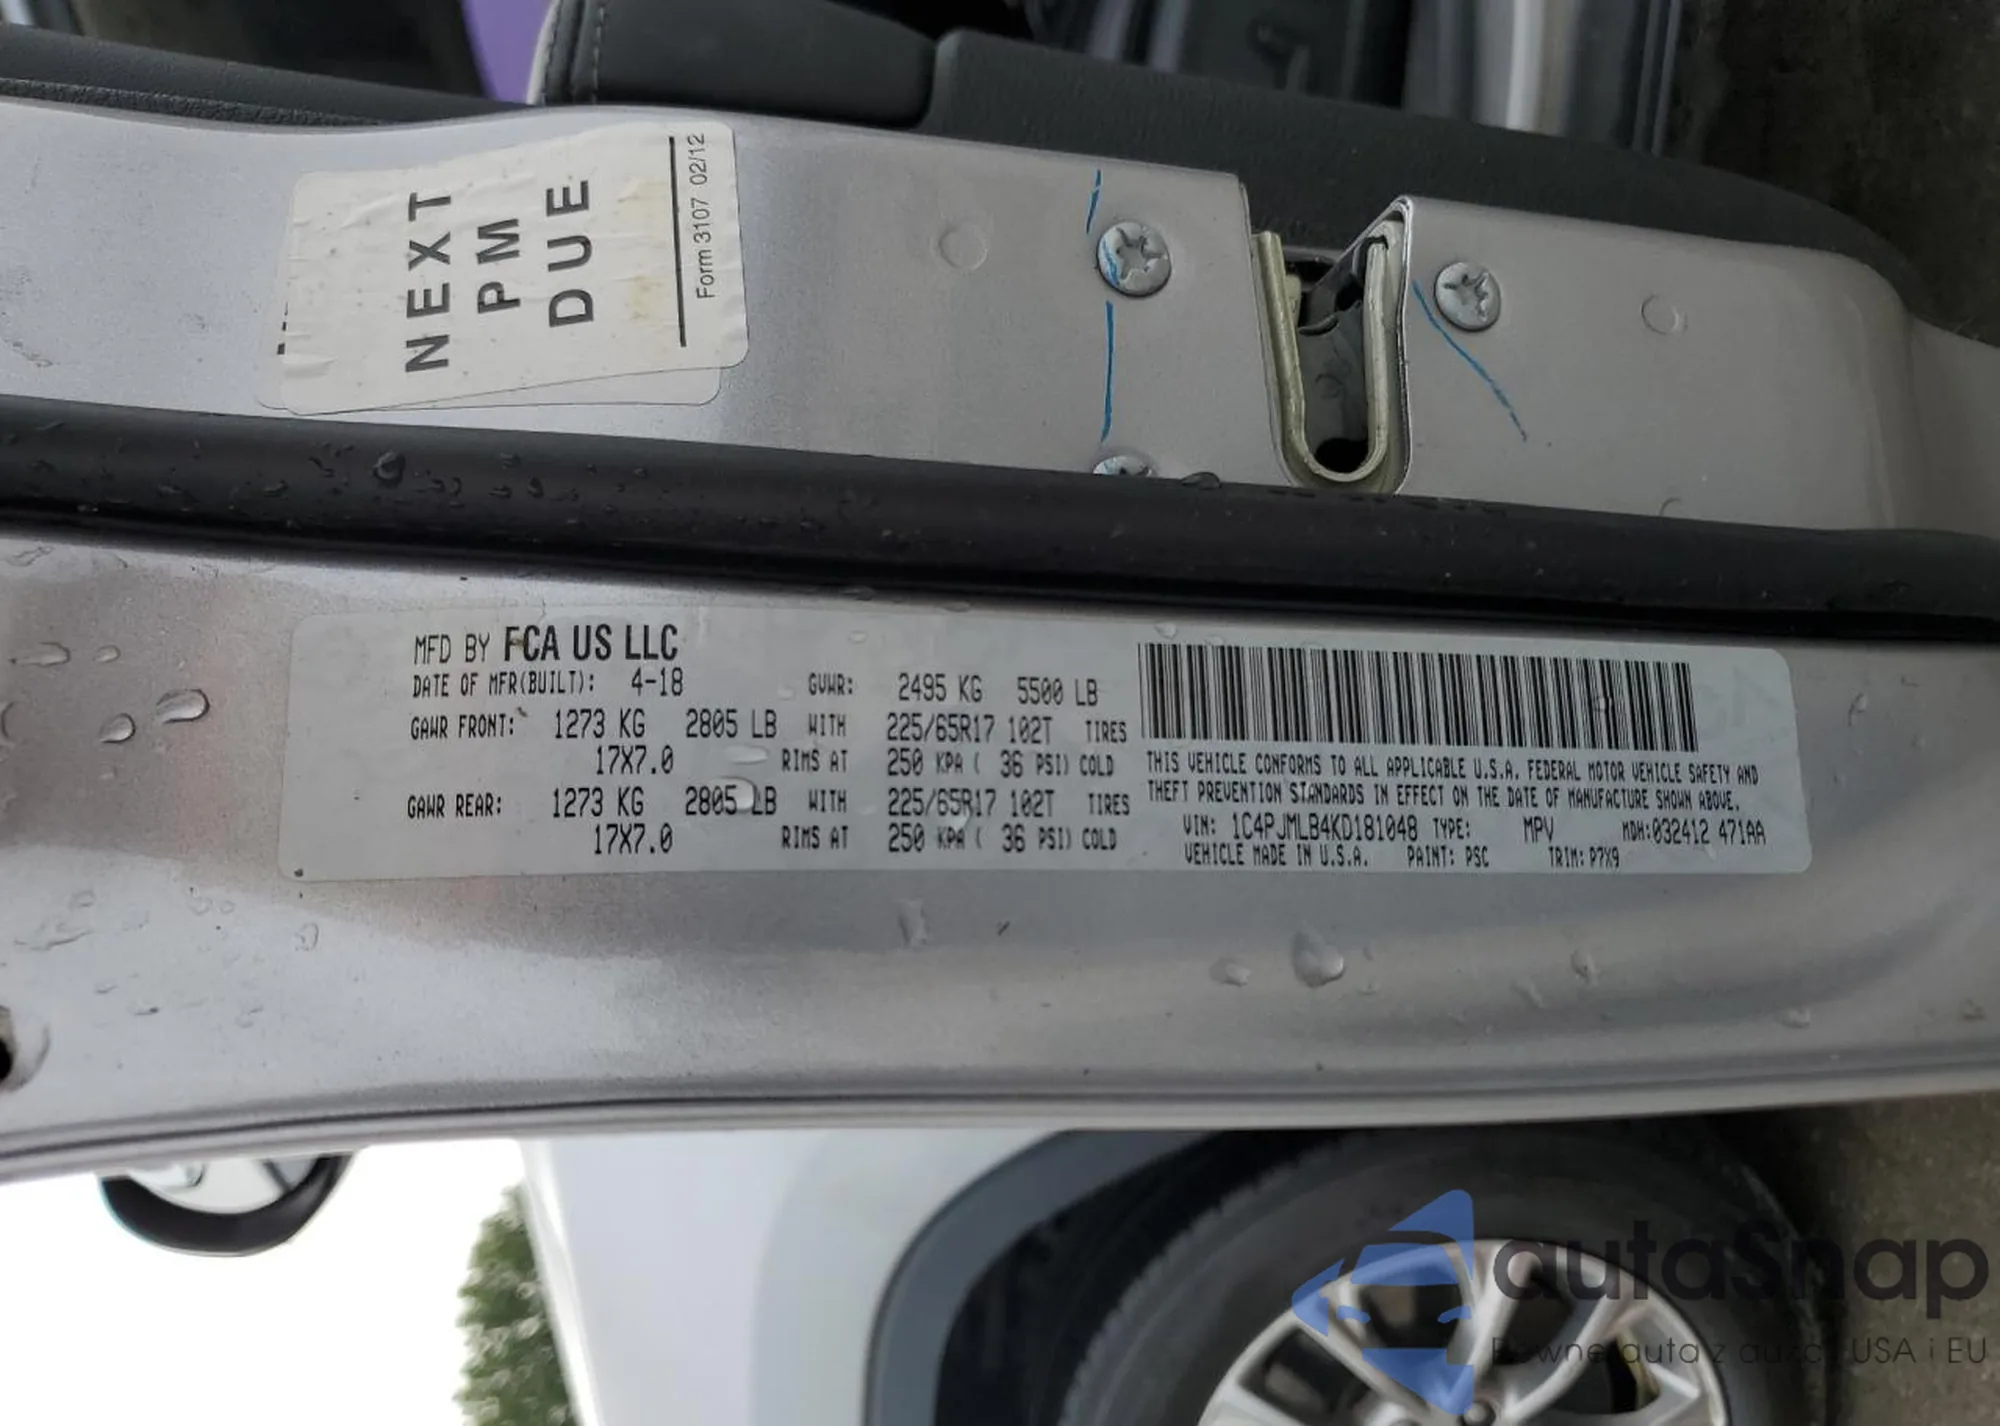 NEXT
PM
DUE
Form 3107 02/12
MFD BY FCA US LLC
DATE OF MFR(BUILT): 4-18 GVWR: 2495 KG 5500 LB
GAWR FRONT: 1273 KG 2805 LB WITH 225/65R17 102T TIRES
17X7.0 RIMS AT 250 KPA ( 36 PSI) COLD
GAWR REAR: 1273 KG 2805 LB WITH 225/65R17 102T TIRES
17X7.0 RIMS AT 250 KPA ( 36 PSI) COLD
THIS VEHICLE CONFORMS TO ALL APPLICABLE U.S.A. FEDERAL MOTOR VEHICLE SAFETY AND
THEFT PREVENTION STANDARDS IN EFFECT ON THE DATE OF MANUFACTURE SHOWN ABOVE.
VIN: 1C4PJMLB4KD181048 TYPE: MPV MDH:032412 471AA
VEHICLE MADE IN U.S.A. PAINT: PSC TRIM: P7X9
autasnap
Pewne auta z aukcji USA i EU